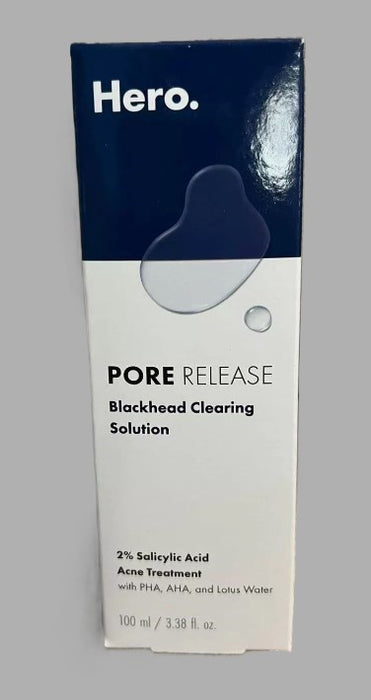 Hero.
PORE RELEASE
Blackhead Clearing
Solution
2% Salicylic Acid
Acne Treatment
with PHA, AHA, and Lotus Water
100 ml / 3.38 fl. oz.